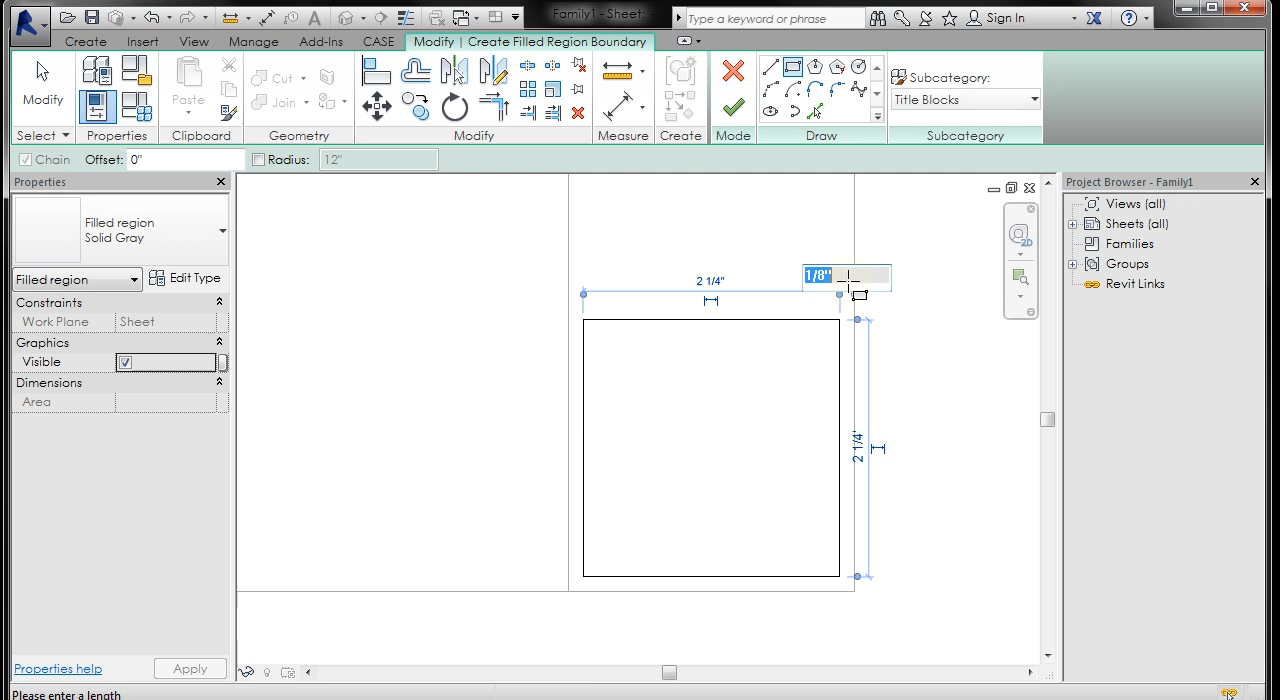 Family1 - Sheet: -
Type a keyword or phrase
Sign In
Create
Insert
View
Manage
Add-Ins
CASE
Modify | Create Filled Region Boundary
Modify
Paste
Cut
Join
Subcategory:
Title Blocks
Select
Properties
Clipboard
Geometry
Modify
Measure
Create
Mode
Draw
Subcategory
Chain
Offset:
0"
Radius:
12"
Properties
Filled region
Solid Gray
Filled region
Edit Type
Constraints
Work Plane
Sheet
Graphics
Visible
Dimensions
Area
Properties help
Apply
2 1/4"
1/8"
2 1/4"
2D
Project Browser - Family1
Views (all)
Sheets (all)
Families
Groups
Revit Links
Please enter a length